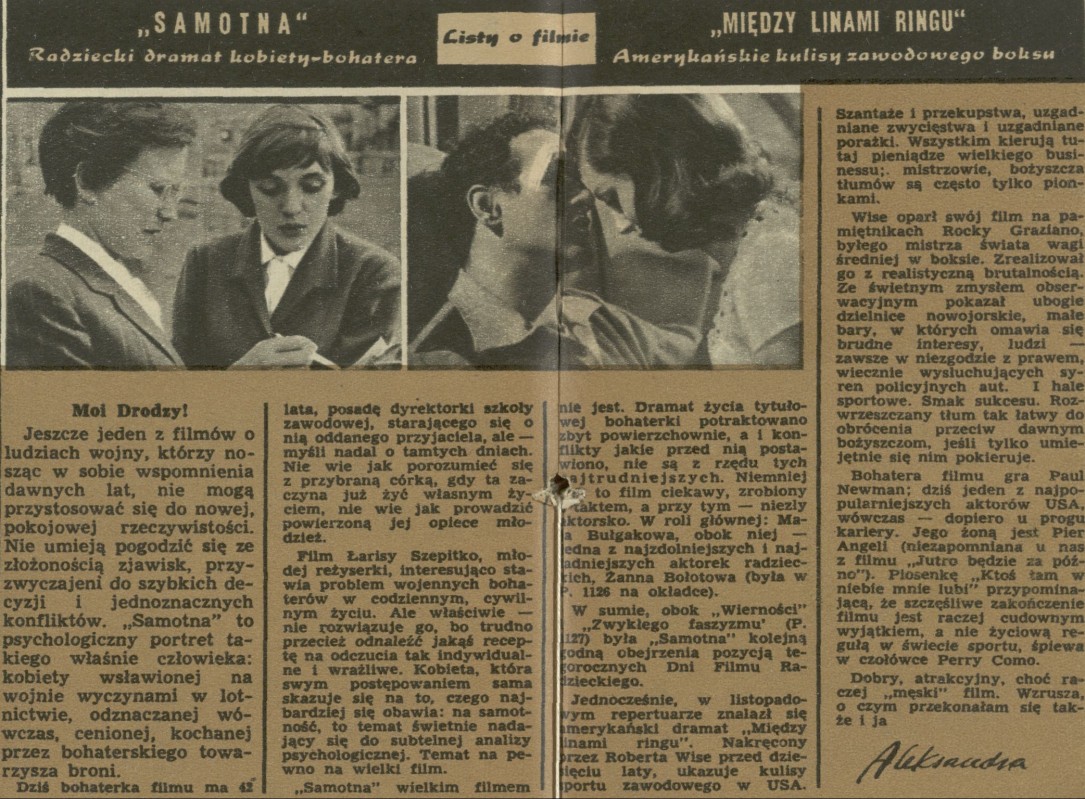 „SAMOTNA“
Radziecki dramat kobiety-bohatera
Listy o filmie
„MIĘDZY LINAMI RINGU“
Amerykańskie kulisy zawodowego boksu
Moi Drodzy!
Jeszcze jeden z filmów o
ludziach wojny, którzy no-
sząc w sobie wspomnienia
dawnych lat, nie mogą
przystosować się do nowej,
pokojowej rzeczywistości.
Nie umieją pogodzić się ze
złożonością zjawisk, przy-
zwyczajeni do szybkich de-
cyzji i jednoznacznych
konfliktów. „Samotna” to
psychologiczny portret ta-
kiego właśnie człowieka:
kobiety wsławionej na
wojnie wyczynami w lot-
nictwie, odznaczanej wó-
wczas, cenionej, kochanej
przez bohaterskiego towa-
rzysza broni.
Dziś bohaterka filmu ma 42
lata, posadę dyrektorki szkoły
zawodowej, starającego się o
nią oddanego przyjaciela, ale —
myśli nadal o tamtych dniach.
Nie wie jak porozumieć się
z przybraną córką, gdy ta za-
czyna już żyć własnym ży-
ciem, nie wie jak prowadzić
powierzoną jej opiece mło-
dzież.
Film Łarisy Szepitko, mło-
dej reżyserki, interesująco sta-
wia problem wojennych boha-
terów w codziennym, cywil-
nym życiu. Ale właściwie —
nie rozwiązuje go, bo trudno
przecież odnaleźć jakąś recep-
tę na odczucia tak indywidual-
ne i wrażliwe. Kobieta, która
swym postępowaniem sama
skazuje się na to, czego naj-
bardziej się obawia: na samot-
ność, to temat świetnie nada-
jący się do subtelnej analizy
psychologicznej. Temat na pe-
wno na wielki film.
„Samotna” wielkim filmem
nie jest. Dramat życia tytuło-
wej bohaterki potraktowano
zbyt powierzchownie, a i kon-
flikty jakie przed nią posta-
wiono, nie są z rzędu tych
najtrudniejszych. Niemniej
to film ciekawy, zrobiony
taktem, a przy tym — niezły
aktorsko. W roli głównej: Ma-
a Bułgakowa, obok niej —
edna z najzdolniejszych i naj-
adniejszych aktorek radziec-
kich, Żanna Bołotowa (była w
P. 1126 na okładce).
W sumie, obok „Wierności”
„Zwykłego faszyzmu’ (P.
1127) była „Samotna” kolejną
godną obejrzenia pozycją te-
gorocznych Dni Filmu Ra-
dzieckiego.
Jednocześnie, w listopado-
wym repertuarze znalazł się
amerykański dramat „Między
linami ringu”. Nakręcony
przez Roberta Wise przed dzie-
sięciu laty, ukazuje kulisy
sportu zawodowego w USA.
Szantaże i przekupstwa, uzgad-
niane zwycięstwa i uzgadniane
porażki. Wszystkim kierują tu-
taj pieniądze wielkiego busi-
nessu;. mistrzowie, bożyszcza
tłumów są często tylko pion-
kami.
Wise oparł swój film na pa-
miętnikach Rocky Graziano,
byłego mistrza świata wagi
średniej w boksie. Zrealizował
go z realistyczną brutalnością.
Ze świetnym zmysłem obser-
wacyjnym pokazał ubogie
dzielnice nowojorskie, małe
bary, w których omawia się
brudne interesy, ludzi —
zawsze w niezgodzie z prawem,
wiecznie wysłuchujących sy-
ren policyjnych aut. I hale
sportowe. Smak sukcesu. Roz-
wrzeszczany tłum tak łatwy do
obrócenia przeciw dawnym
bożyszczom, jeśli tylko umie-
jętnie się nim pokieruje.
Bohatera filmu gra Paul
Newman; dziś jeden z najpo-
pularniejszych aktorów USA,
wówczas — dopiero u progu
kariery. Jego żoną jest Pier
Angeli (niezapomniana u nas
z filmu „Jutro będzie za póź-
no”). Piosenkę „Ktoś tam w
niebie mnie lubi” przypomina-
jącą, że szczęśliwe zakończenie
filmu jest raczej cudownym
wyjątkiem, a nie życiową re-
gułą w świecie sportu, śpiewa
w czołówce Perry Como.
Dobry, atrakcyjny, choć ra-
czej „męski” film. Wzrusza,
o czym przekonałam się tak-
że i ja
Aleksandra